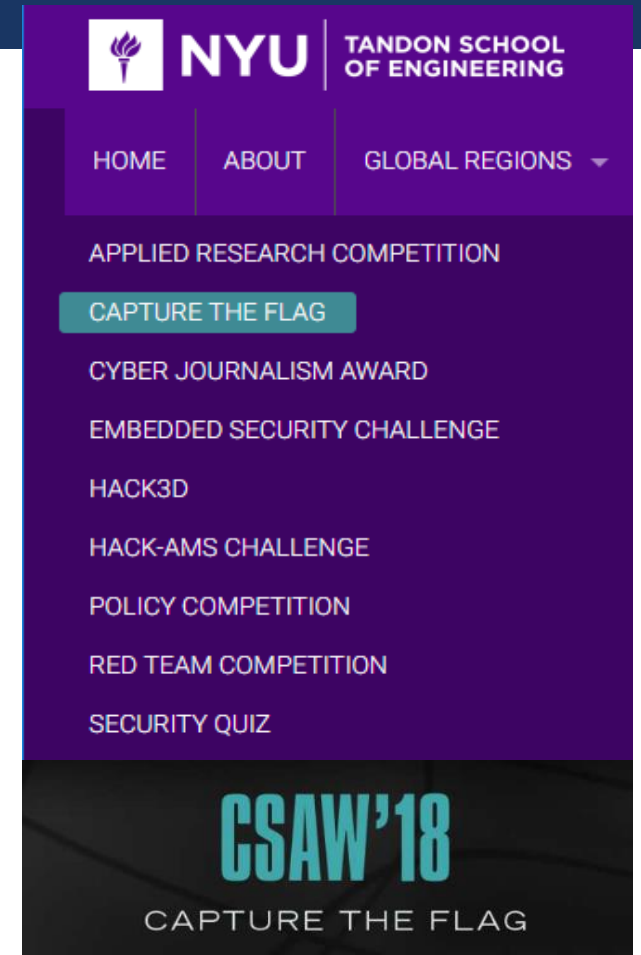 NYU TANDON SCHOOL
OF ENGINEERING
HOME ABOUT GLOBAL REGIONS
APPLIED RESEARCH COMPETITION
CAPTURE THE FLAG
CYBER JOURNALISM AWARD
EMBEDDED SECURITY CHALLENGE
HACK3D
HACK-AMS CHALLENGE
POLICY COMPETITION
RED TEAM COMPETITION
SECURITY QUIZ
CSAW'18
CAPTURE THE FLAG